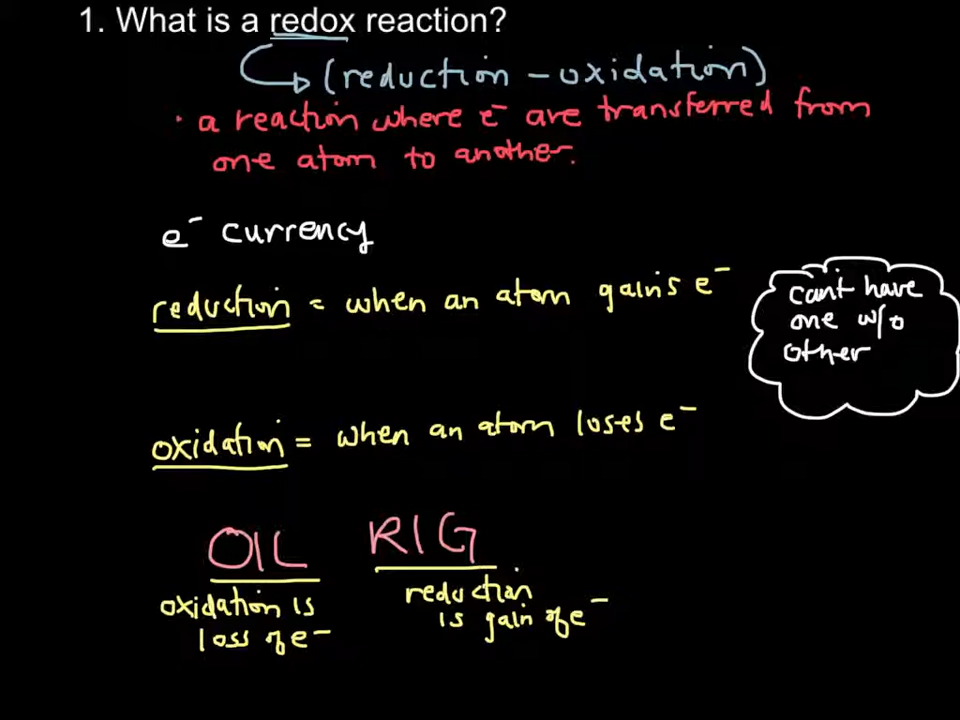 1. What is a redox reaction?
(reduction - oxidation)
• a reaction where e⁻ are transferred from
one atom to another.
e⁻ currency
reduction = when an atom gains e⁻
can't have
one w/o
other
oxidation = when an atom loses e⁻
OIL RIG
oxidation is
loss of e⁻
reduction
is gain of e⁻